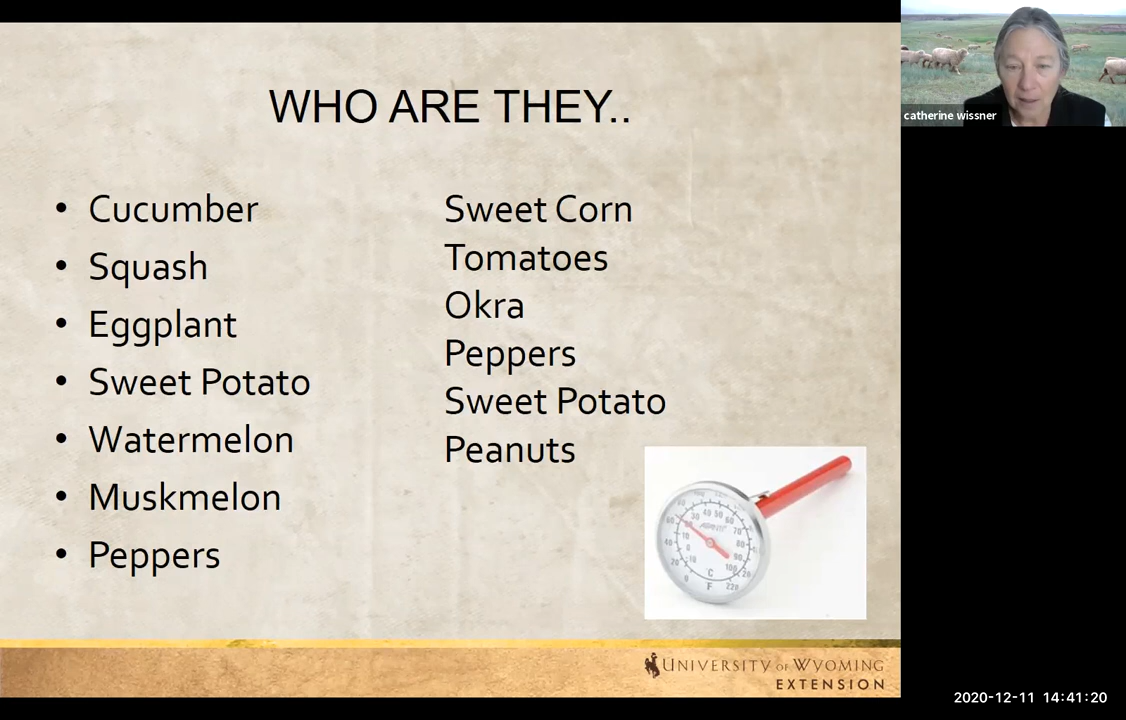 WHO ARE THEY..
• Cucumber
• Squash
• Eggplant
• Sweet Potato
• Watermelon
• Muskmelon
• Peppers
Sweet Corn
Tomatoes
Okra
Peppers
Sweet Potato
Peanuts
°C
F
UNIVERSITY OF WYOMING
EXTENSION
catherine wissner
2020-12-11 14:41:20